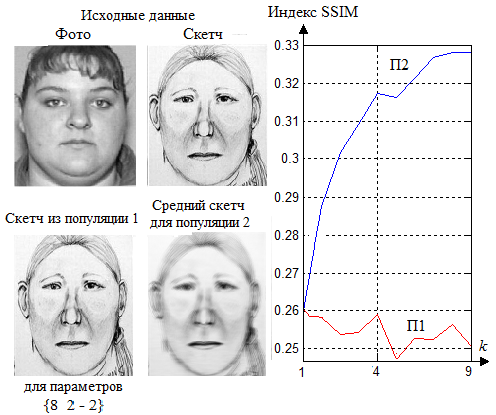 Исходные данные
Фото
Скетч
Скетч из популяции 1
Средний скетч
для популяции 2
для параметров
{8 2 - 2}
Индекс SSIM
0.33
0.32
0.31
0.3
0.29
0.28
0.27
0.26
0.25
П2
П1
1
4
9
k